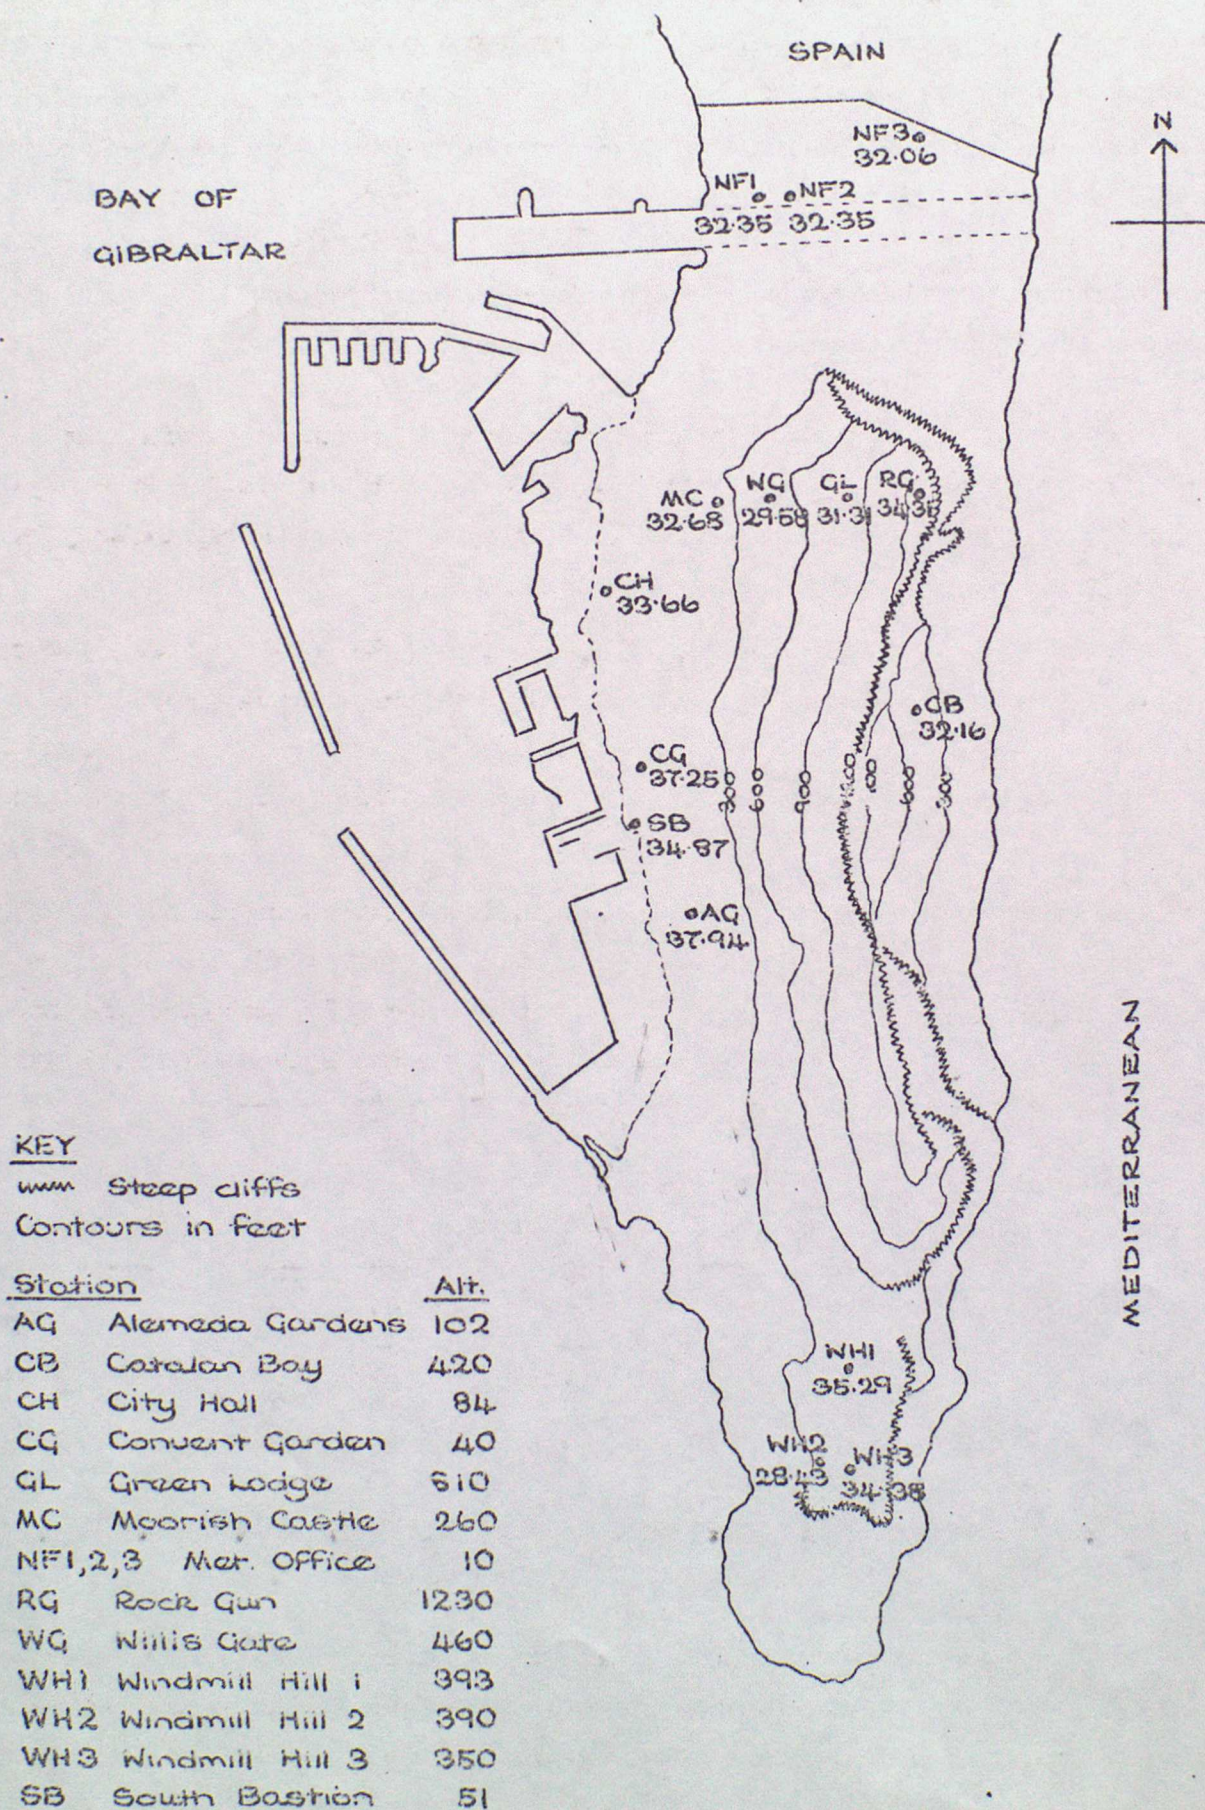 SPAIN
N
NF3
32·06
BAY OF
GIBRALTAR
NF1
NF2
32·35 32·35
MC
32·68
WG
29·58
GL
31·31
RG
34·35
CH
33·66
CB
32·16
CG
37·25
300
600
900
600
300
SB
34·87
AG
37·94
MEDITERRANEAN
WH1
35·29
WH2
28·43
WH3
34·38
KEY
Steep cliffs
Contours in feet
Station Alt.
AG Alemeda Gardens 102
CB Catalan Bay 420
CH City Hall 84
CG Convent Garden 40
GL Green Lodge 610
MC Moorish Castle 260
NF1,2,3 Met. Office 10
RG Rock Gun 1230
WG Willis Gate 460
WH1 Windmill Hill 1 393
WH2 Windmill Hill 2 390
WH3 Windmill Hill 3 350
SB South Bastion 51